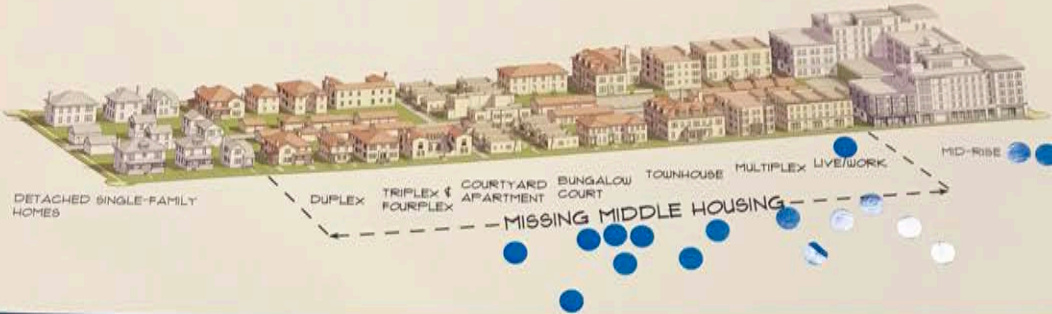 DETACHED SINGLE-FAMILY
HOMES
DUPLEX
TRIPLEX &
FOURPLEX
COURTYARD
APARTMENT
BUNGALOW
COURT
TOWNHOUSE
MULTIPLEX
LIVE/WORK
MID-RISE
MISSING MIDDLE HOUSING